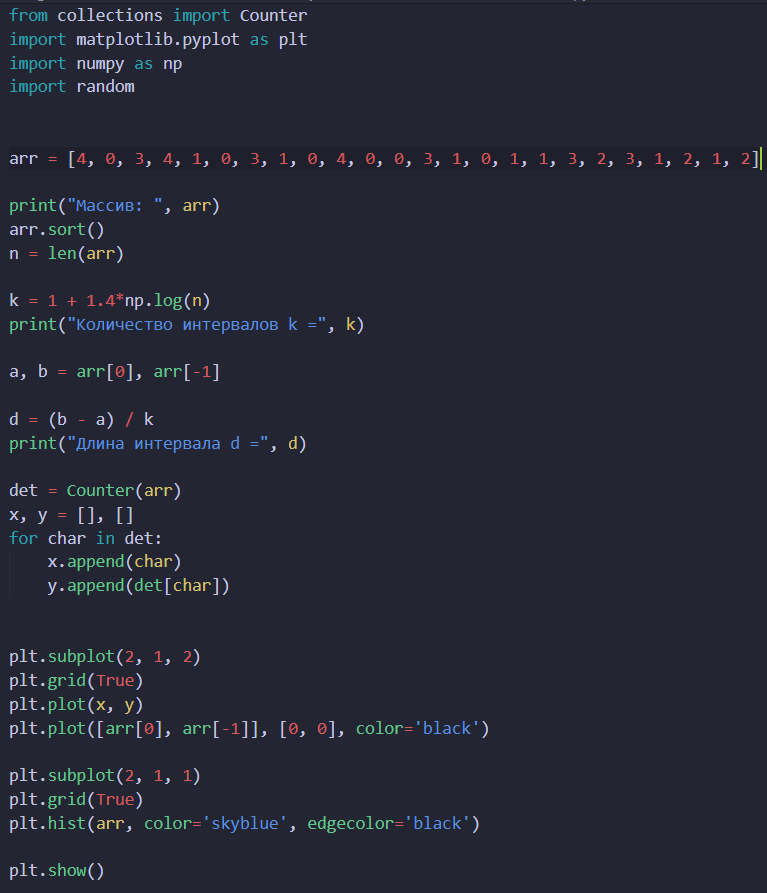 from collections import Counter
import matplotlib.pyplot as plt
import numpy as np
import random
arr = [4, 0, 3, 4, 1, 0, 3, 1, 0, 4, 0, 0, 3, 1, 0, 1, 1, 3, 2, 3, 1, 2, 1, 2]
print("Массив: ", arr)
arr.sort()
n = len(arr)
k = 1 + 1.4*np.log(n)
print("Количество интервалов k =", k)
a, b = arr[0], arr[-1]
d = (b - a) / k
print("Длина интервала d =", d)
det = Counter(arr)
x, y = [], []
for char in det:
    x.append(char)
    y.append(det[char])
plt.subplot(2, 1, 2)
plt.grid(True)
plt.plot(x, y)
plt.plot([arr[0], arr[-1]], [0, 0], color='black')
plt.subplot(2, 1, 1)
plt.grid(True)
plt.hist(arr, color='skyblue', edgecolor='black')
plt.show()